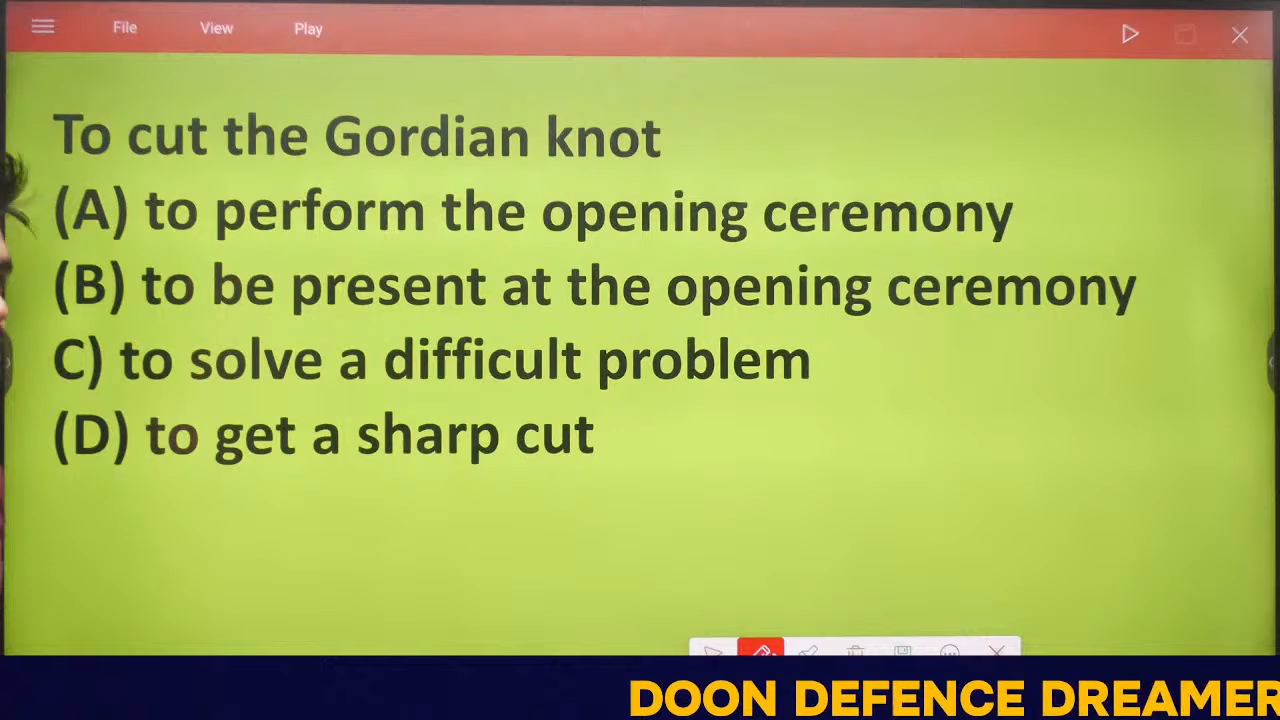 File View Play
To cut the Gordian knot
(A) to perform the opening ceremony
(B) to be present at the opening ceremony
C) to solve a difficult problem
(D) to get a sharp cut
DOON DEFENCE DREAMER